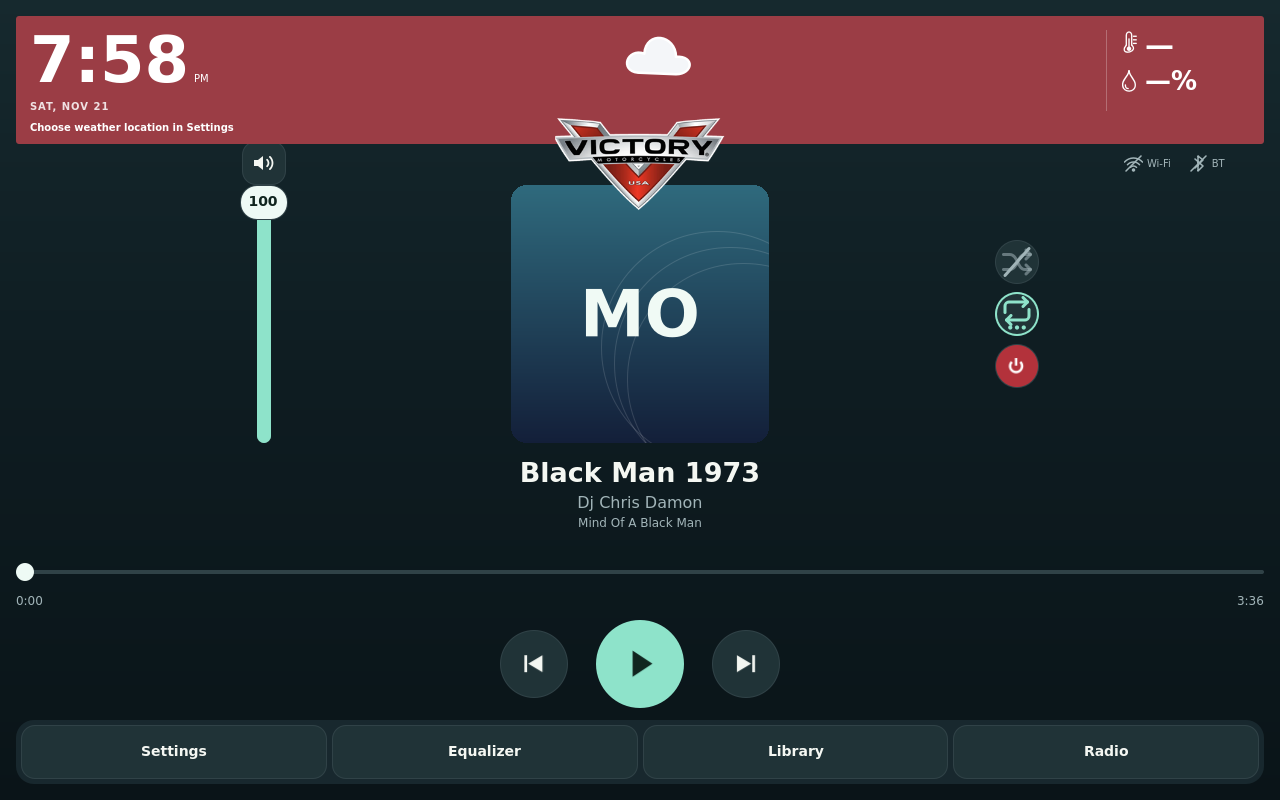 7:58 PM
SAT, NOV 21
Choose weather location in Settings
—
—%
VICTORY
MOTORCYCLES
USA
Wi-Fi
BT
100
MO
Black Man 1973
Dj Chris Damon
Mind Of A Black Man
0:00
3:36
Settings
Equalizer
Library
Radio